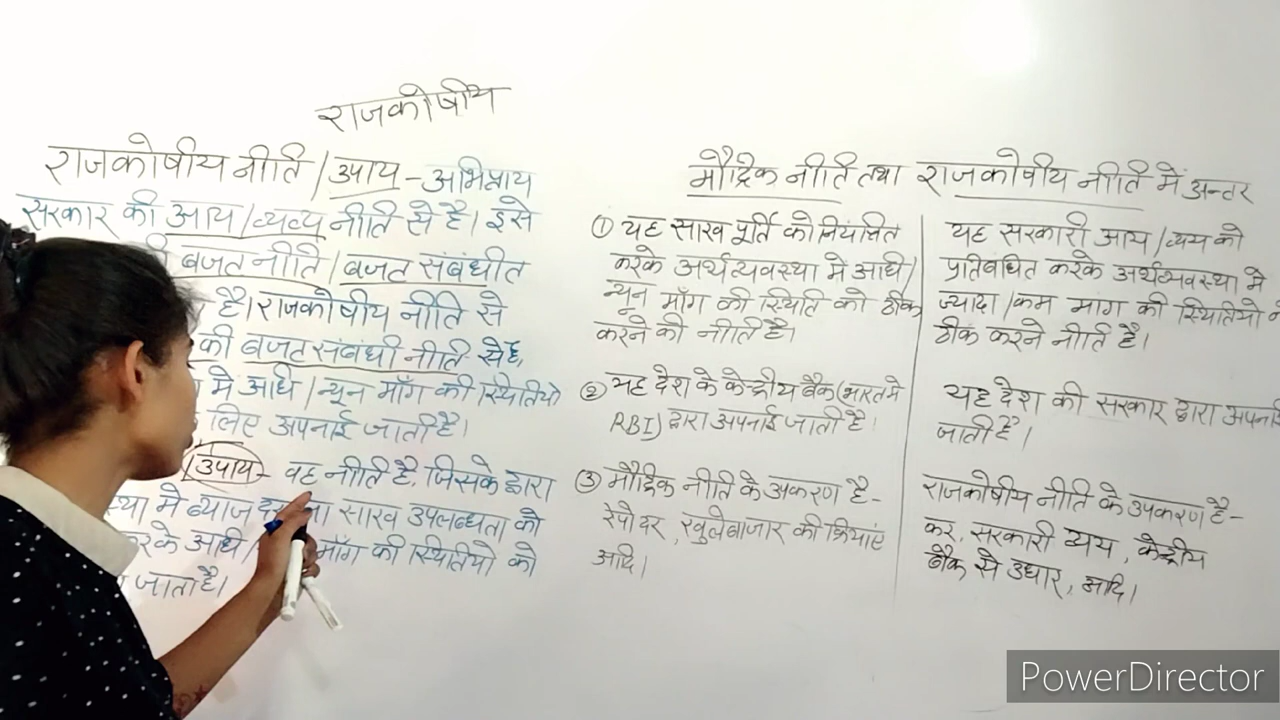 राजकोषीय
राजकोषीय नीति / उपाय - अभिप्राय
सरकार की आय / व्यय नीति से है। इसे
बजट नीति / बजट संबंधीत
है। राजकोषीय नीति से
की बजट संबंधी नीति से है,
में आधि / न्यून माँग की स्थितियो
लिए अपनाई जाती है।
उपाय - वह नीति है, जिसके द्वारा
में ब्याज साख उपलब्धता को
करके आधि माँग की स्थितियो को
जाता है।
मौद्रिक नीति तथा राजकोषीय नीति में अन्तर
① यह साख पूर्ति को नियंत्रित
करके अर्थव्यवस्था में आधि /
न्यून माँग की स्थिति को ठीक
करने की नीति है।
② यह देश के केन्द्रीय बैंक (भारत मे
RBI) द्वारा अपनाई जाती है।
③ मौद्रिक नीति के अकरण है -
रेपो दर, खुले बाजार की क्रियाएं
आदि।
यह सरकारी आय / व्यय को
प्रतिबंधित करके अर्थव्यवस्था मे
ज्यादा / कम माग की स्थितियो
ठीक करने नीति है।
यह देश की सरकार द्वारा
जाती है।
राजकोषीय नीति के उपकरण है -
कर, सरकारी व्यय, केन्द्रीय
बैंक से उधार, आदि।
PowerDirector